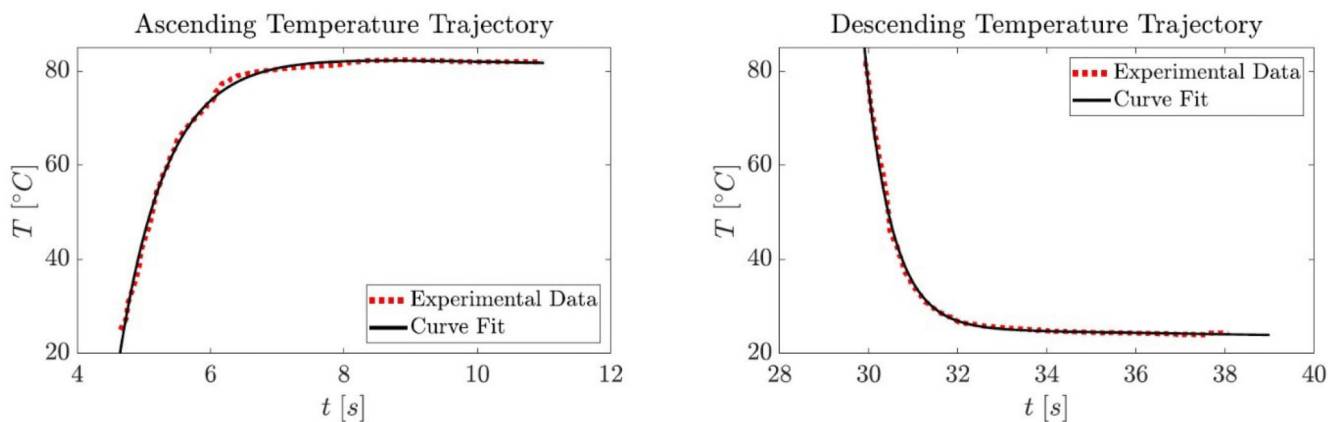 Ascending Temperature Trajectory
80
60
40
20
T [°C]
4 6 8 10 12
t [s]
Experimental Data
Curve Fit
Descending Temperature Trajectory
80
60
40
20
T [°C]
28 30 32 34 36 38 40
t [s]
Experimental Data
Curve Fit